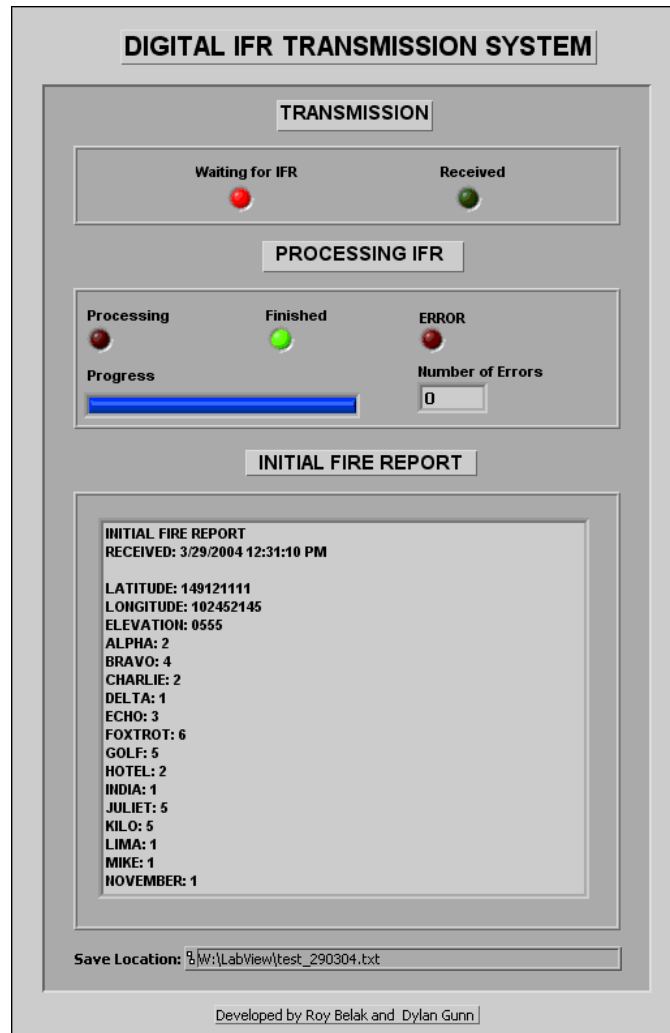 DIGITAL IFR TRANSMISSION SYSTEM
TRANSMISSION
Waiting for IFR Received
PROCESSING IFR
Processing Finished ERROR
Progress Number of Errors
0
INITIAL FIRE REPORT
INITIAL FIRE REPORT
RECEIVED: 3/29/2004 12:31:10 PM
LATITUDE: 149121111
LONGITUDE: 102452145
ELEVATION: 0555
ALPHA: 2
BRAVO: 4
CHARLIE: 2
DELTA: 1
ECHO: 3
FOXTROT: 6
GOLF: 5
HOTEL: 2
INDIA: 1
JULIET: 5
KILO: 5
LIMA: 1
MIKE: 1
NOVEMBER: 1
Save Location: W:\LabView\test_290304.txt
Developed by Roy Belak and Dylan Gunn